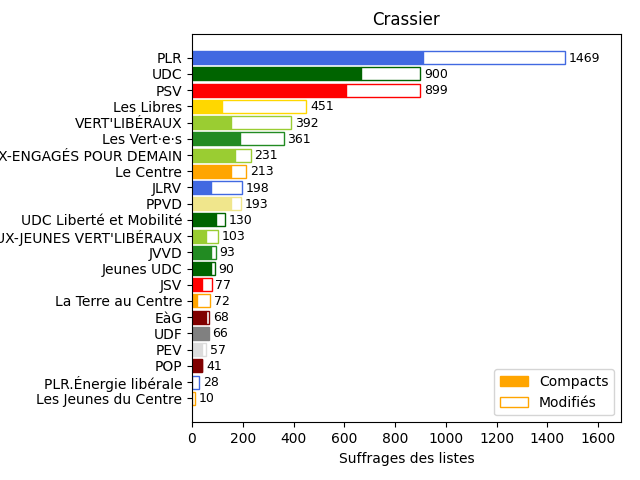 Crassier
PLR 1469
UDC 900
PSV 899
Les Libres 451
VERT'LIBÉRAUX 392
Les Vert·e·s 361
X-ENGAGÉS POUR DEMAIN 231
Le Centre 213
JLRV 198
PPVD 193
UDC Liberté et Mobilité 130
UX-JEUNES VERT'LIBÉRAUX 103
JVVD 93
Jeunes UDC 90
JSV 77
La Terre au Centre 72
EàG 68
UDF 66
PEV 57
POP 41
PLR.Énergie libérale 28
Les Jeunes du Centre 10
Compacts
Modifiés
0 200 400 600 800 1000 1200 1400 1600
Suffrages des listes